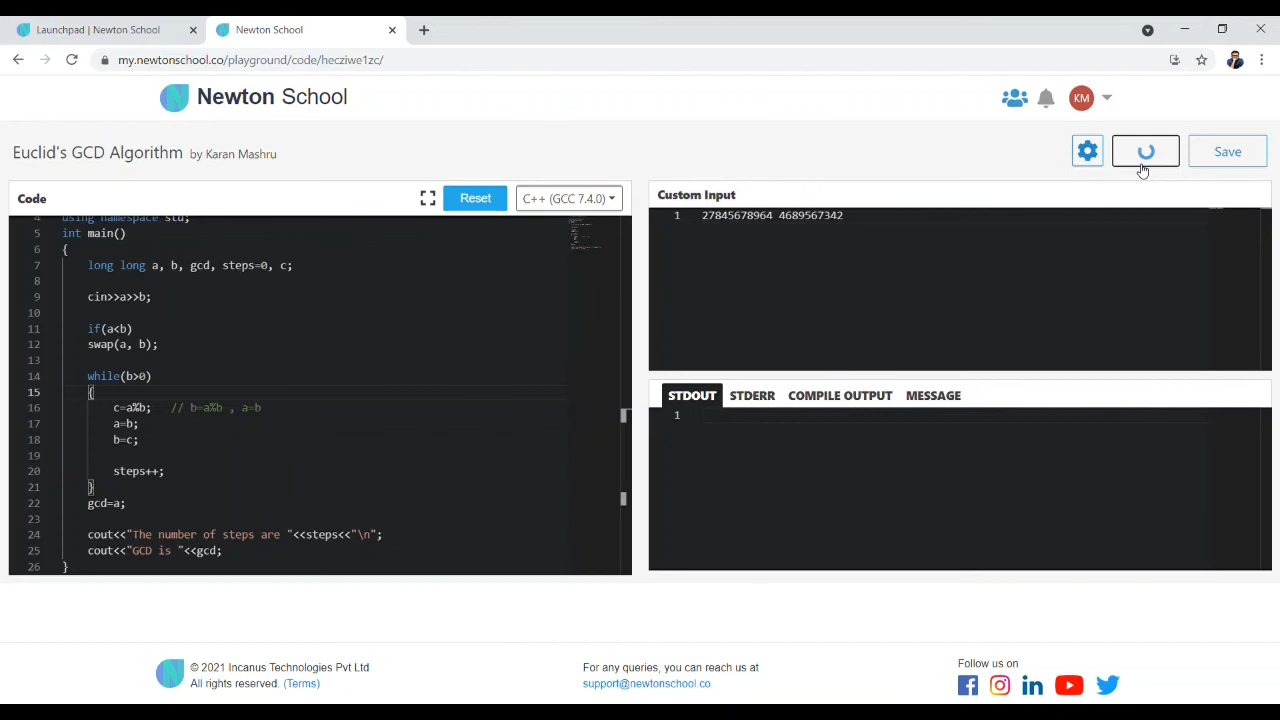 Launchpad | Newton School
Newton School
my.newtonschool.co/playground/code/hecziwe1zc/
Newton School
KM
Euclid's GCD Algorithm by Karan Mashru
Save
Code
Reset
C++ (GCC 7.4.0)
Custom Input
4 using namespace std;
5 int main()
6 {
7 long long a, b, gcd, steps=0, c;
8
9 cin>>a>>b;
10
11 if(a<b)
12 swap(a, b);
13
14 while(b>0)
15 {
16 c=a%b; // b=a%b , a=b
17 a=b;
18 b=c;
19
20 steps++;
21 }
22 gcd=a;
23
24 cout<<"The number of steps are "<<steps<<"\n";
25 cout<<"GCD is "<<gcd;
26 }
1 27845678964 4689567342
STDOUT STDERR COMPILE OUTPUT MESSAGE
1
© 2021 Incanus Technologies Pvt Ltd
All rights reserved. (Terms)
For any queries, you can reach us at
support@newtonschool.co
Follow us on